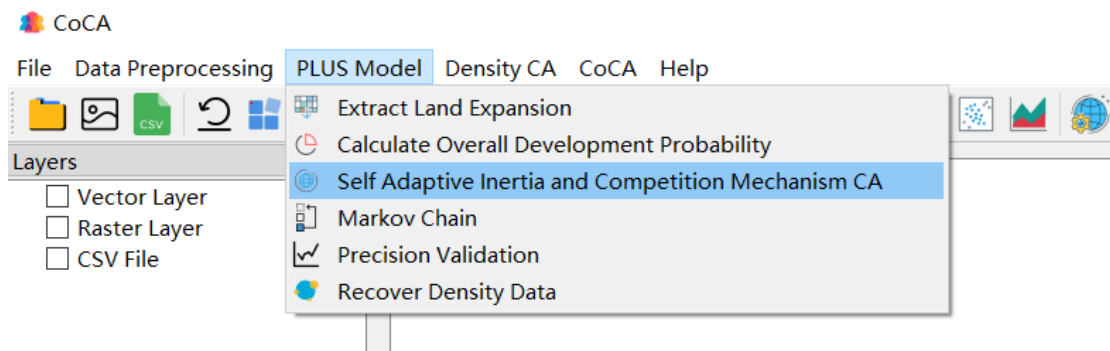 CoCA
File Data Preprocessing PLUS Model Density CA CoCA Help
csv
Extract Land Expansion
Calculate Overall Development Probability
Layers
Self Adaptive Inertia and Competition Mechanism CA
Vector Layer
Markov Chain
Raster Layer
Precision Validation
CSV File
Recover Density Data